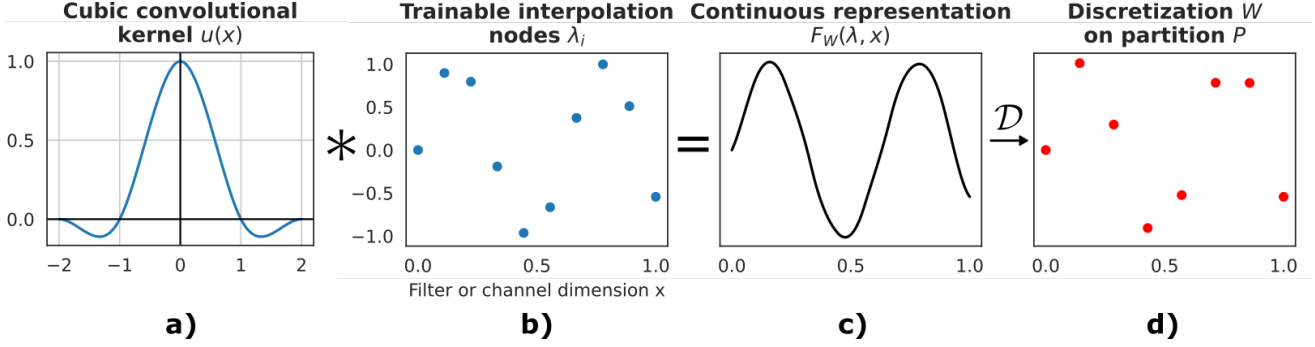 Cubic convolutional
kernel u(x)
Trainable interpolation
nodes λᵢ
Continuous representation
F_W(λ, x)
Discretization W
on partition P
1.0
0.5
0.0
−2 −1 0 1 2
*
1.0
0.5
0.0
−0.5
−1.0
0.0 0.5 1.0
Filter or channel dimension x
=
0.0 0.5 1.0
𝒟
0.0 0.5 1.0
a) b) c) d)